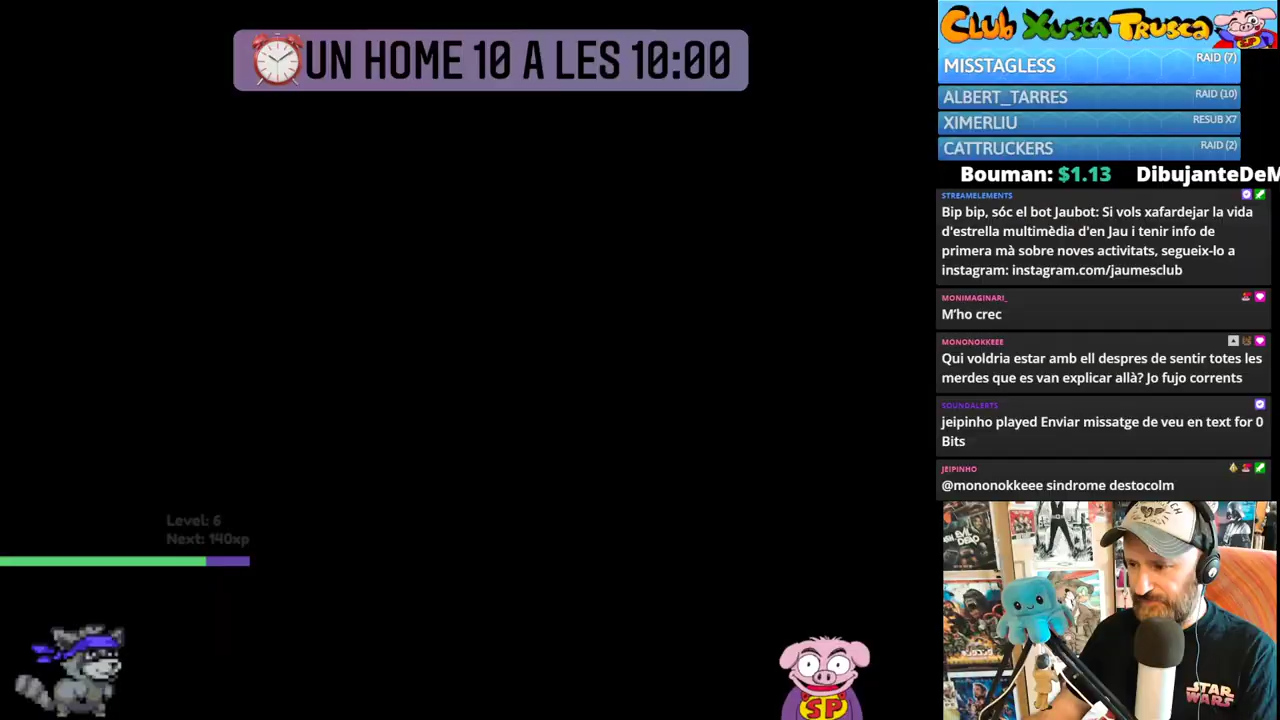 UN HOME 10 A LES 10:00
Club Xusca Trusca
SP
MISSTAGLESS RAID (7)
ALBERT_TARRES RAID (10)
XIMERLIU RESUB X7
CATTRUCKERS RAID (2)
Bouman: $1.13 DibujanteDeM
STREAMELEMENTS
Bip bip, sóc el bot Jaubot: Si vols xafardejar la vida
d'estrella multimèdia d'en Jau i tenir info de
primera mà sobre noves activitats, segueix-lo a
instagram: instagram.com/jaumesclub
MONIMAGINARI_
M'ho crec
MONONOKKEEE
Qui voldria estar amb ell despres de sentir totes les
merdes que es van explicar allà? Jo fujo corrents
SOUNDALERTS
jeipinho played Enviar missatge de veu en text for 0
Bits
JEIPINHO
@mononokkeee sindrome destocolm
Level: 6
Next: 140xp
SP
STAR
WARS